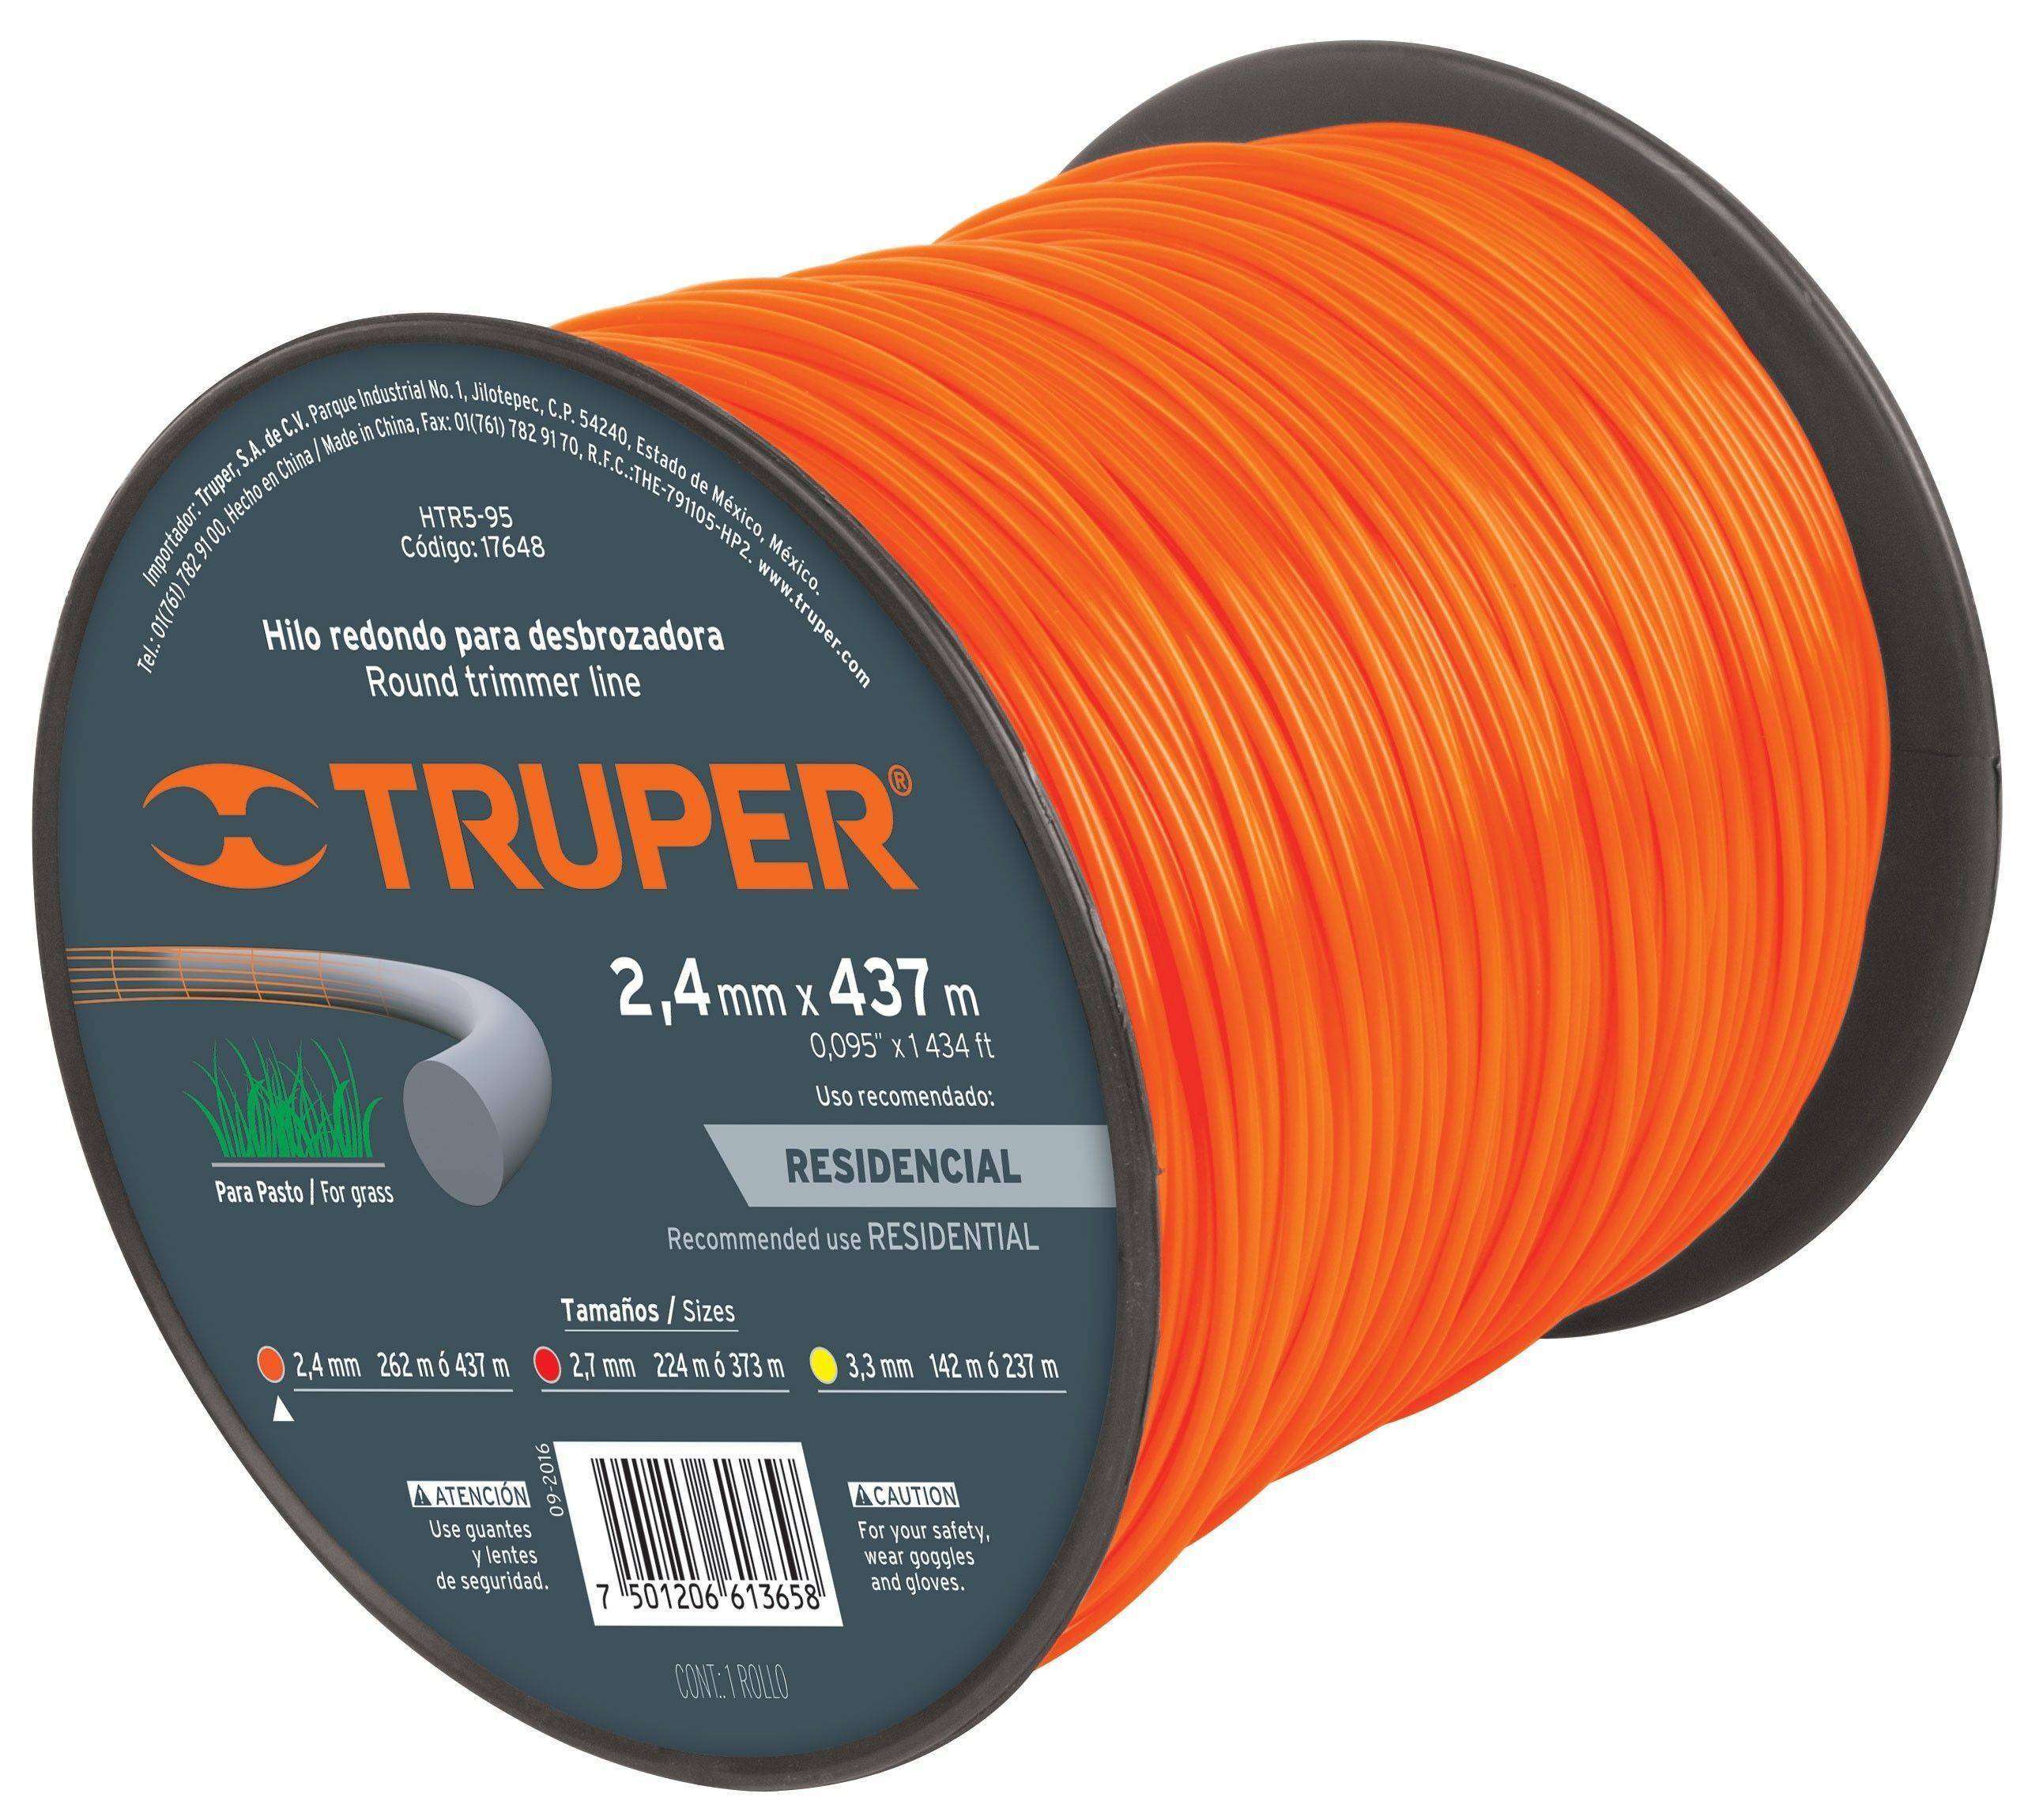 Importador: Truper, S.A. de C.V. Parque Industrial No. 1, Jilotepec, C.P. 54240, Estado de México, México.
Tel.: 01(761) 782 91 00, Hecho en China / Made in China, Fax: 01(761) 782 91 70, R.F.C.:THE-791105-HP2. www.truper.com
HTR5-95
Código: 17648
Hilo redondo para desbrozadora
Round trimmer line
TRUPER®
2,4 mm x 437 m
0,095" x 1 434 ft
Uso recomendado:
RESIDENCIAL
Recommended use RESIDENTIAL
Para Pasto / For grass
Tamaños / Sizes
2,4 mm 262 m ó 437 m 2,7 mm 224 m ó 373 m 3,3 mm 142 m ó 237 m
ATENCIÓN
Use guantes
y lentes
de seguridad.
09-2016
7 501206 613658
CAUTION
For your safety,
wear goggles
and gloves.
CONT.: 1 ROLLO